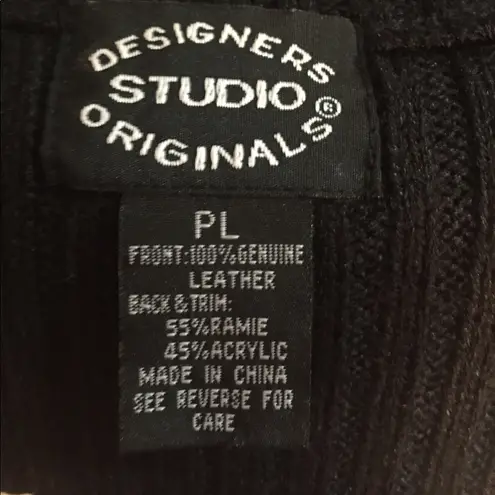 DESIGNERS
STUDIO
ORIGINALS®
PL
FRONT:100%GENUINE
LEATHER
BACK & TRIM:
55%RAMIE
45%ACRYLIC
MADE IN CHINA
SEE REVERSE FOR
CARE